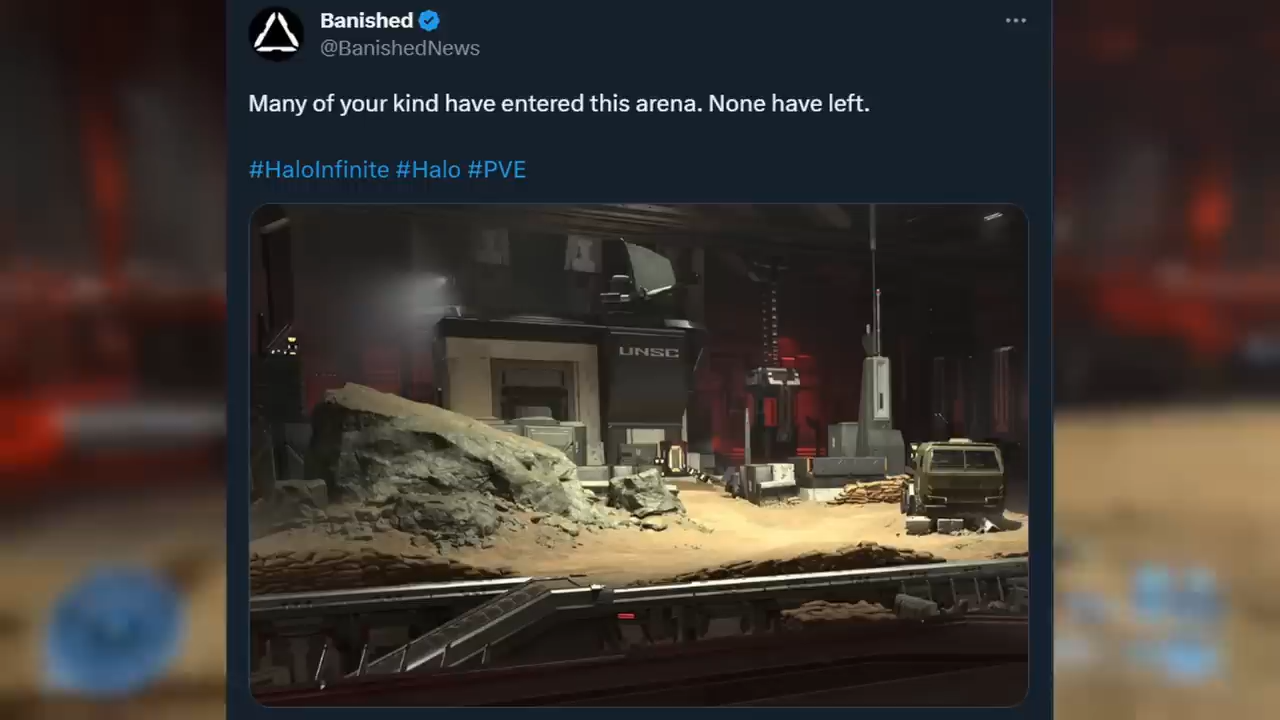 Banished
@BanishedNews
Many of your kind have entered this arena. None have left.
#HaloInfinite #Halo #PVE
UNSC